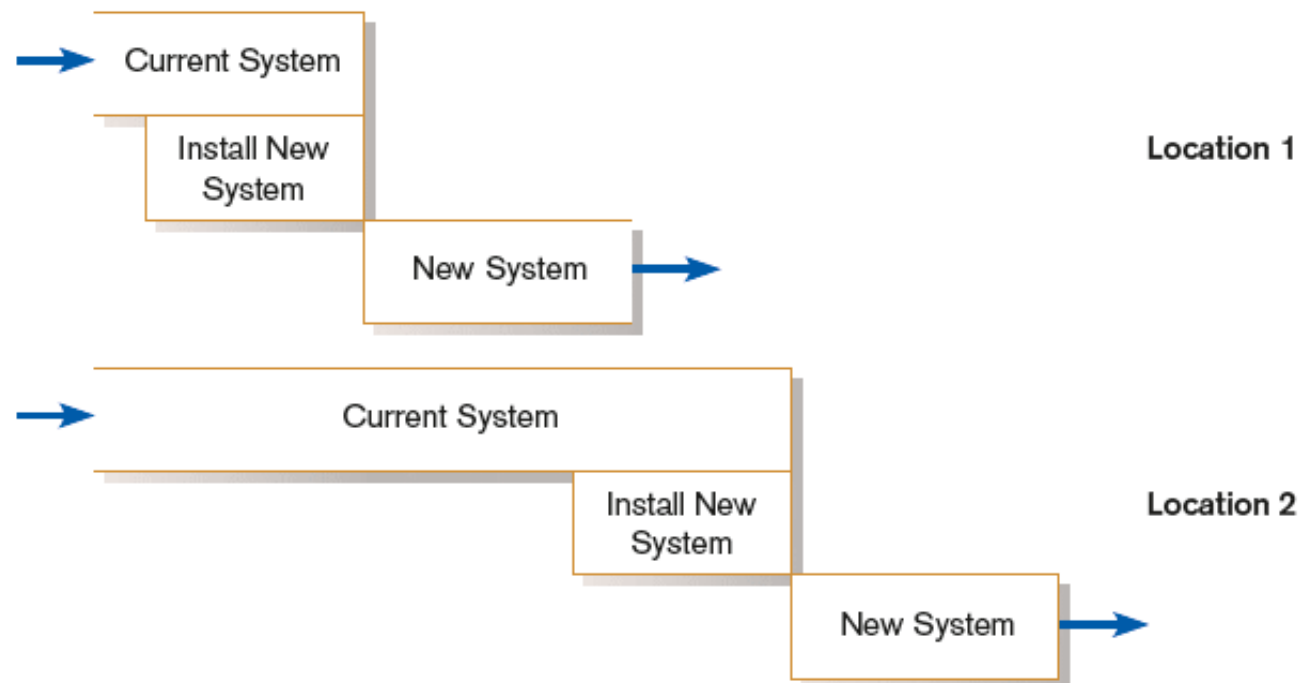 Current System
Install New
System
Location 1
New System
Current System
Install New
System
Location 2
New System